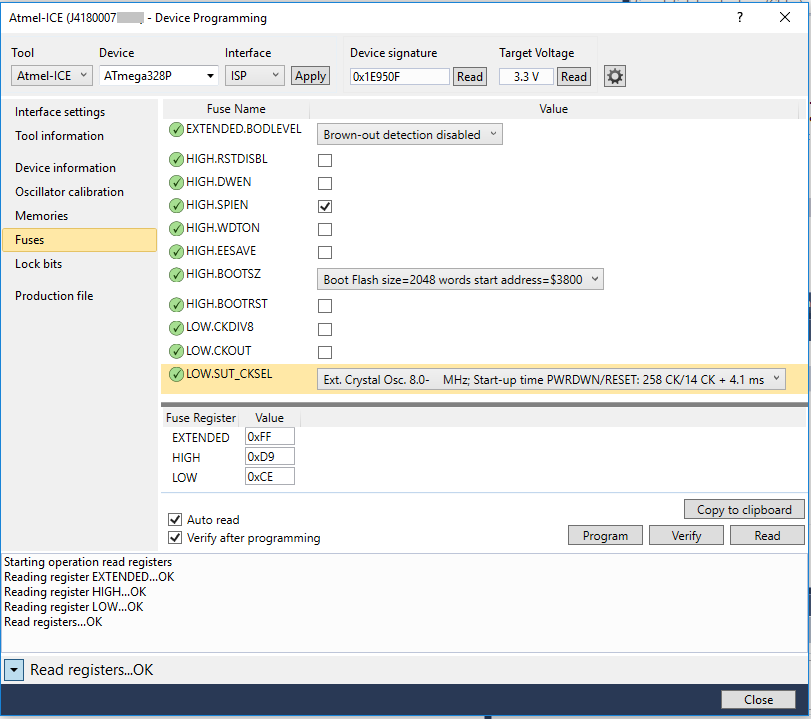 Atmel-ICE (J4180007 ) - Device Programming
Tool Device Interface Device signature Target Voltage
Atmel-ICE ATmega328P ISP Apply 0x1E950F Read 3.3 V Read
Interface settings
Tool information
Device information
Oscillator calibration
Memories
Fuses
Lock bits
Production file
Fuse Name Value
EXTENDED.BODLEVEL Brown-out detection disabled
HIGH.RSTDISBL
HIGH.DWEN
HIGH.SPIEN
HIGH.WDTON
HIGH.EESAVE
HIGH.BOOTSZ Boot Flash size=2048 words start address=$3800
HIGH.BOOTRST
LOW.CKDIV8
LOW.CKOUT
LOW.SUT_CKSEL Ext. Crystal Osc. 8.0- MHz; Start-up time PWRDWN/RESET: 258 CK/14 CK + 4.1 ms
Fuse Register Value
EXTENDED 0xFF
HIGH 0xD9
LOW 0xCE
Copy to clipboard
Auto read
Verify after programming
Program Verify Read
Starting operation read registers
Reading register EXTENDED...OK
Reading register HIGH...OK
Reading register LOW...OK
Read registers...OK
Read registers...OK
Close